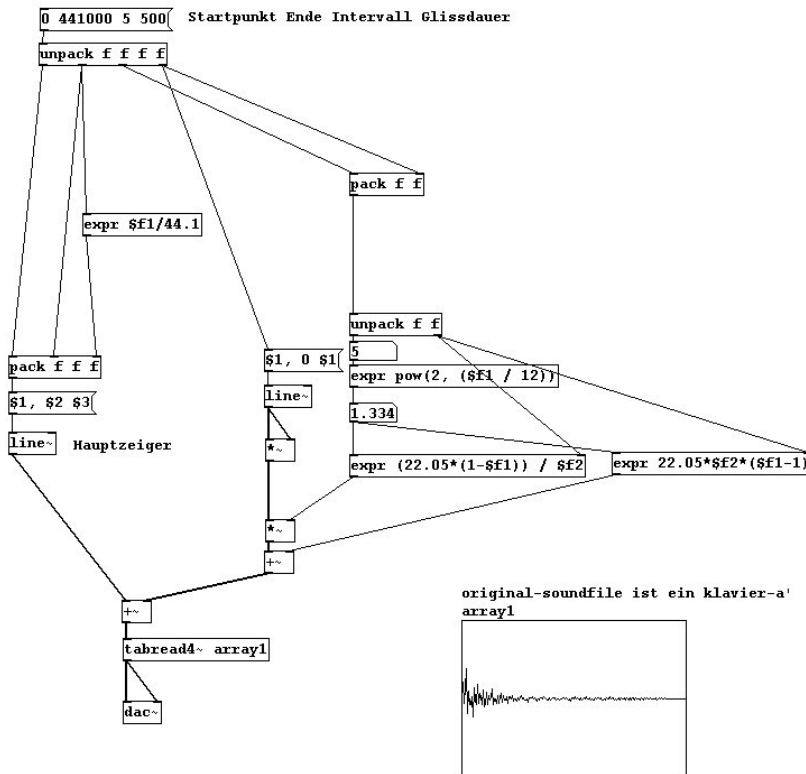 0 441000 5 500
Startpunkt Ende Intervall Glissdauer
unpack f f f f
pack f f
expr $f1/44.1
unpack f f
$1, 0 $1
5
pack f f f
expr pow(2, ($f1 / 12))
$1, $2 $3
line~
1.334
line~
Hauptzeiger
*~
expr (22.05*(1-$f1)) / $f2
expr 22.05*$f2*($f1-1)
*~
+~
original-soundfile ist ein klavier-a'
+~
array1
tabread4~ array1
dac~